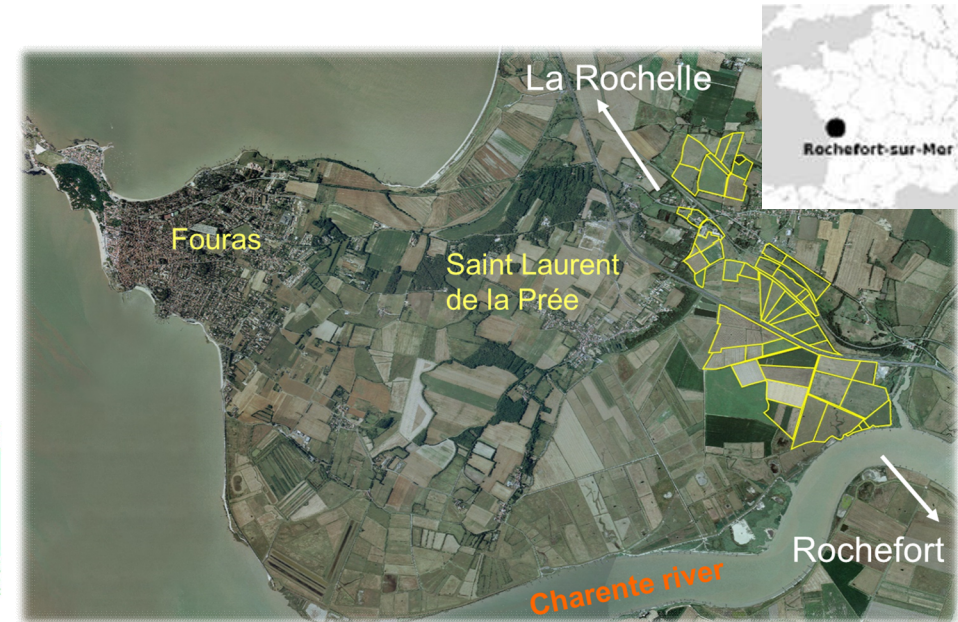 La Rochelle
Rochefort-sur-Mer
Fouras
Saint Laurent
de la Prée
Rochefort
Charente river